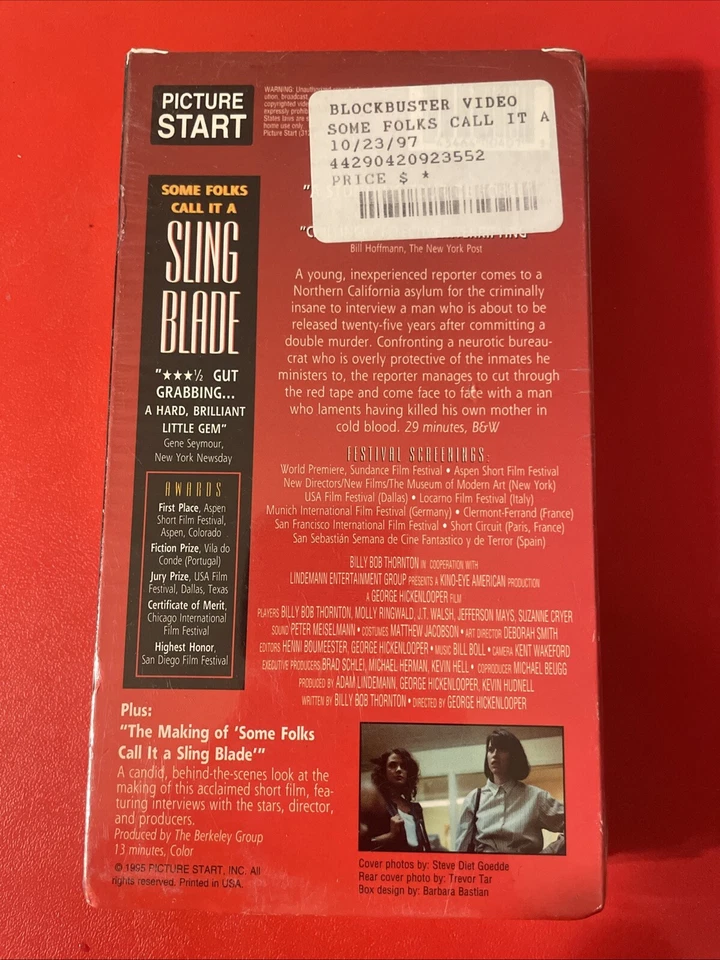 PICTURE
START
WARNING: Unauthorized
ution, broadcast,
copyrighted
expressly
States laws are
home use only.
Picture Start
BLOCKBUSTER VIDEO
SOME FOLKS CALL IT A
10/23/97
44290420923552
PRICE $ *
Bill Hoffmann, The New York Post
SOME FOLKS
CALL IT A
SLING
BLADE
"★★★½ GUT
GRABBING...
A HARD, BRILLIANT
LITTLE GEM"
Gene Seymour,
New York Newsday
AWARDS
First Place, Aspen
Short Film Festival,
Aspen, Colorado
Fiction Prize, Vila do
Conde (Portugal)
Jury Prize, USA Film
Festival, Dallas, Texas
Certificate of Merit,
Chicago International
Film Festival
Highest Honor,
San Diego Film Festival
A young, inexperienced reporter comes to a
Northern California asylum for the criminally
insane to interview a man who is about to be
released twenty-five years after committing a
double murder. Confronting a neurotic bureau-
crat who is overly protective of the inmates he
ministers to, the reporter manages to cut through
the red tape and come face to face with a man
who laments having killed his own mother in
cold blood. 29 minutes, B&W
FESTIVAL SCREENINGS:
World Premiere, Sundance Film Festival • Aspen Short Film Festival
New Directors/New Films/The Museum of Modern Art (New York)
USA Film Festival (Dallas) • Locarno Film Festival (Italy)
Munich International Film Festival (Germany) • Clermont-Ferrand (France)
San Francisco International Film Festival • Short Circuit (Paris, France)
San Sebastián Semana de Cine Fantastico y de Terror (Spain)
BILLY BOB THORNTON IN COOPERATION WITH
LINDEMANN ENTERTAINMENT GROUP PRESENTS A KINO-EYE AMERICAN PRODUCTION
A GEORGE HICKENLOOPER FILM
PLAYERS BILLY BOB THORNTON, MOLLY RINGWALD, J.T. WALSH, JEFFERSON MAYS, SUZANNE CRYER
SOUND PETER MEISELMANN • COSTUMES MATTHEW JACOBSON • ART DIRECTOR DEBORAH SMITH
EDITORS HENNI BOUMEESTER, GEORGE HICKENLOOPER • MUSIC BILL BOLL • CAMERA KENT WAKEFORD
EXECUTIVE PRODUCERS BRAD SCHLEI, MICHAEL HERMAN, KEVIN HELL • COPRODUCER MICHAEL BEUGG
PRODUCED BY ADAM LINDEMANN, GEORGE HICKENLOOPER, KEVIN HUDNELL
WRITTEN BY BILLY BOB THORNTON • DIRECTED BY GEORGE HICKENLOOPER
Plus:
"The Making of 'Some Folks
Call It a Sling Blade'"
A candid, behind-the-scenes look at the
making of this acclaimed short film, fea-
turing interviews with the stars, director,
and producers.
Produced by The Berkeley Group
13 minutes, Color
© 1995 PICTURE START, INC. All
rights reserved. Printed in USA.
Cover photos by: Steve Diet Goedde
Rear cover photo by: Trevor Tar
Box design by: Barbara Bastian